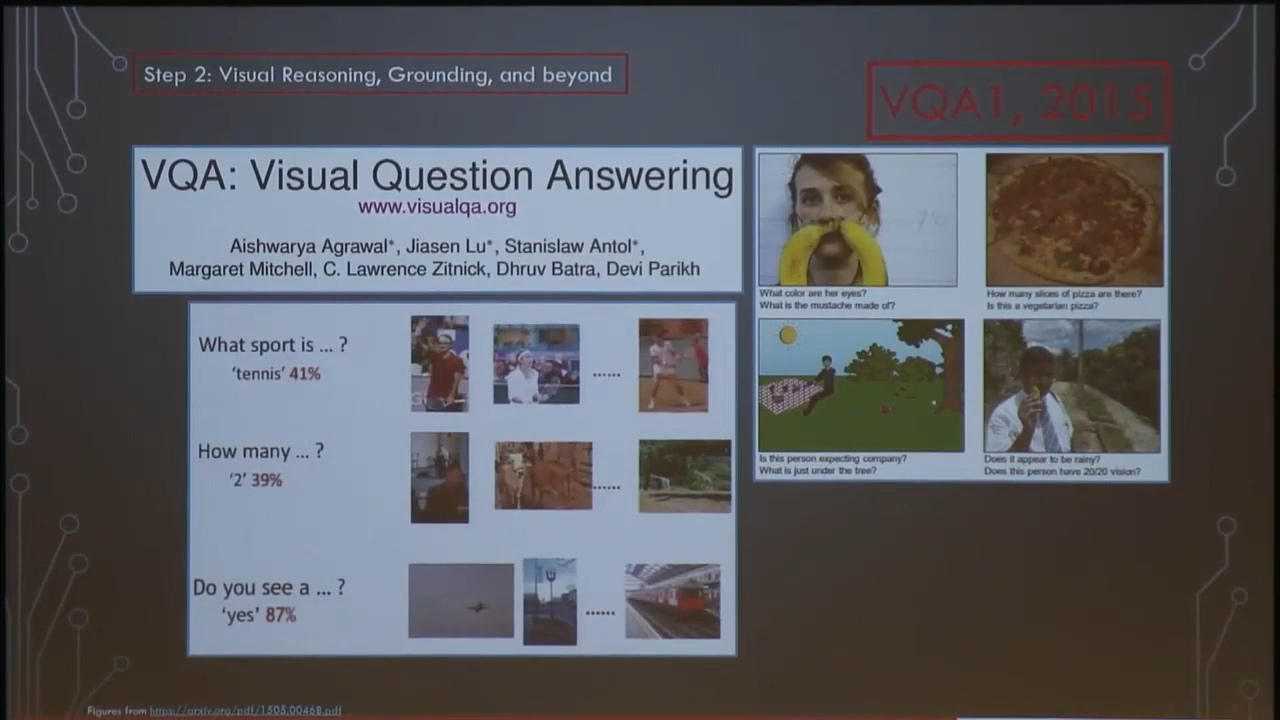 Step 2: Visual Reasoning, Grounding, and beyond
VQA1, 2015
VQA: Visual Question Answering
www.visualqa.org
Aishwarya Agrawal*, Jiasen Lu*, Stanislaw Antol*,
Margaret Mitchell, C. Lawrence Zitnick, Dhruv Batra, Devi Parikh
What color are her eyes?
What is the mustache made of?
How many slices of pizza are there?
Is this a vegetarian pizza?
Is this person expecting company?
What is just under the tree?
Does it appear to be rainy?
Does this person have 20/20 vision?
What sport is ... ?
'tennis' 41%
How many ... ?
'2' 39%
Do you see a ... ?
'yes' 87%
Figures from https://arxiv.org/pdf/1505.00468.pdf